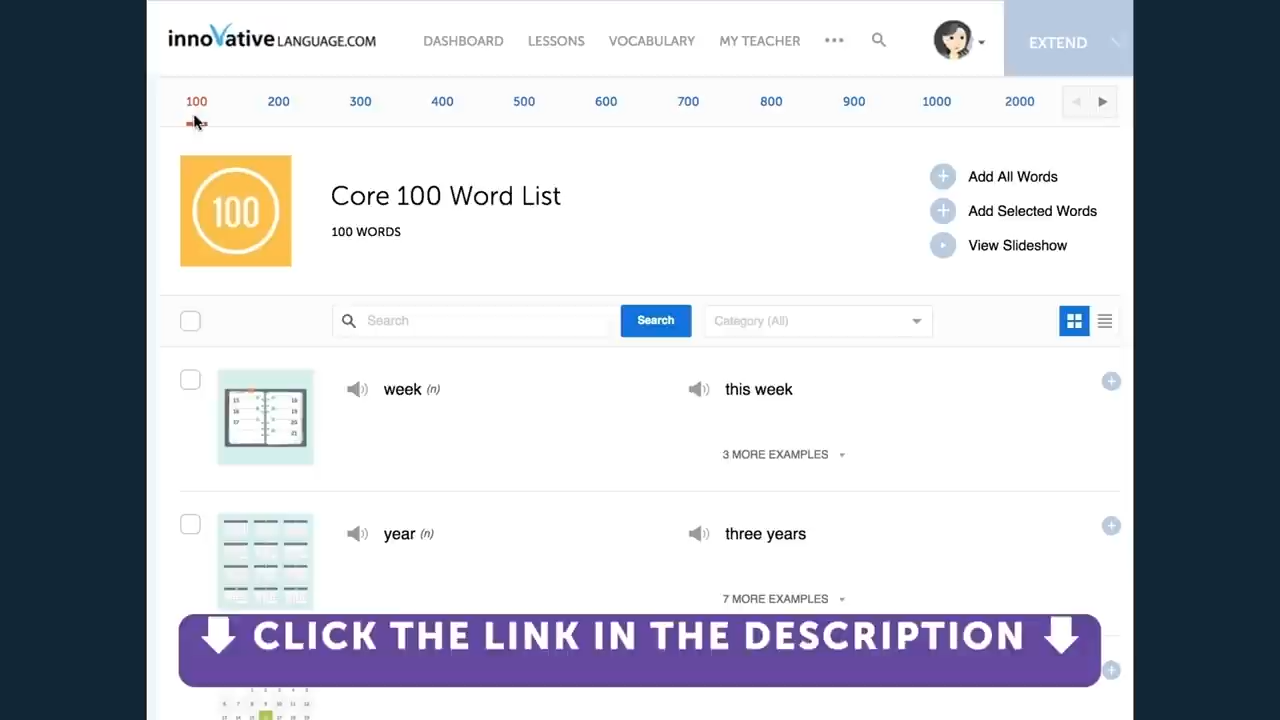 innoVative LANGUAGE.COM
DASHBOARD LESSONS VOCABULARY MY TEACHER EXTEND
100 200 300 400 500 600 700 800 900 1000 2000
100
Core 100 Word List
100 WORDS
Add All Words
Add Selected Words
View Slideshow
Search Search Category (All)
week (n) this week
3 MORE EXAMPLES
year (n) three years
7 MORE EXAMPLES
CLICK THE LINK IN THE DESCRIPTION